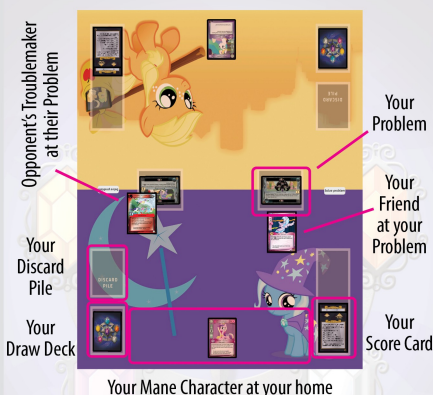 Opponent's Troublemaker
at their Problem
Your
Problem
Your
Friend
at your
Problem
Your
Discard
Pile
DISCARD
PILE
Your
Draw Deck
Your
Score Card
Your Mane Character at your home